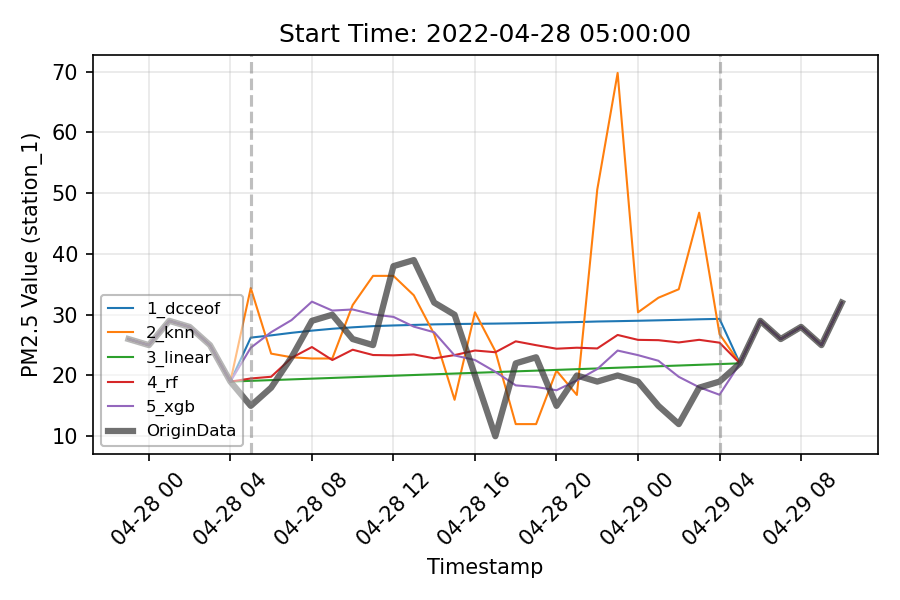 Start Time: 2022-04-28 05:00:00
PM2.5 Value (station_1)
70
60
50
40
30
20
10
1_dcceof
2_knn
3_linear
4_rf
5_xgb
OriginData
04-28 00
04-28 04
04-28 08
04-28 12
04-28 16
04-28 20
04-29 00
04-29 04
04-29 08
Timestamp